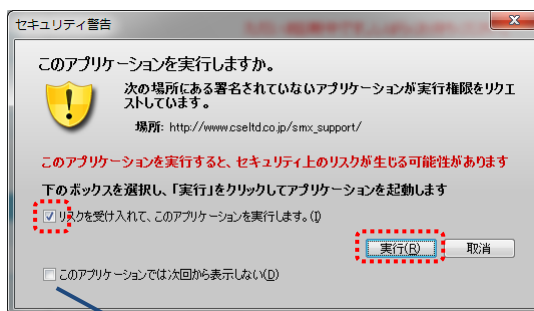 セキュリティ警告
このアプリケーションを実行しますか。
次の場所にある署名されていないアプリケーションが実行権限をリクエ
ストしています。
場所: http://www.cseltd.co.jp/smx_support/
このアプリケーションを実行すると、セキュリティ上のリスクが生じる可能性があります
下のボックスを選択し、「実行」をクリックしてアプリケーションを起動します
リスクを受け入れて、このアプリケーションを実行します。(I)
実行(R) 取消
このアプリケーションでは次回から表示しない(D)